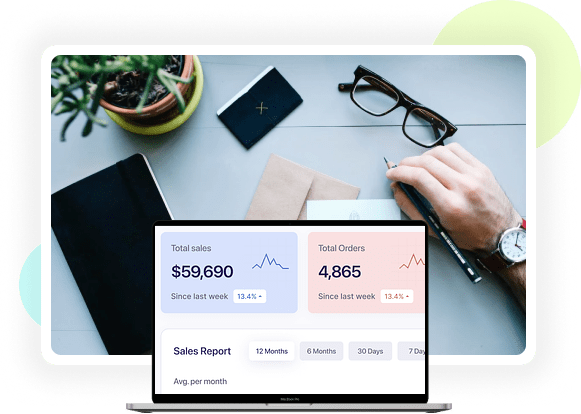 Total sales
$59,690
Since last week 13.4%
Total Orders
4,865
Since last week 13.4%
Sales Report 12 Months 6 Months 30 Days 7 Day
Avg. per month